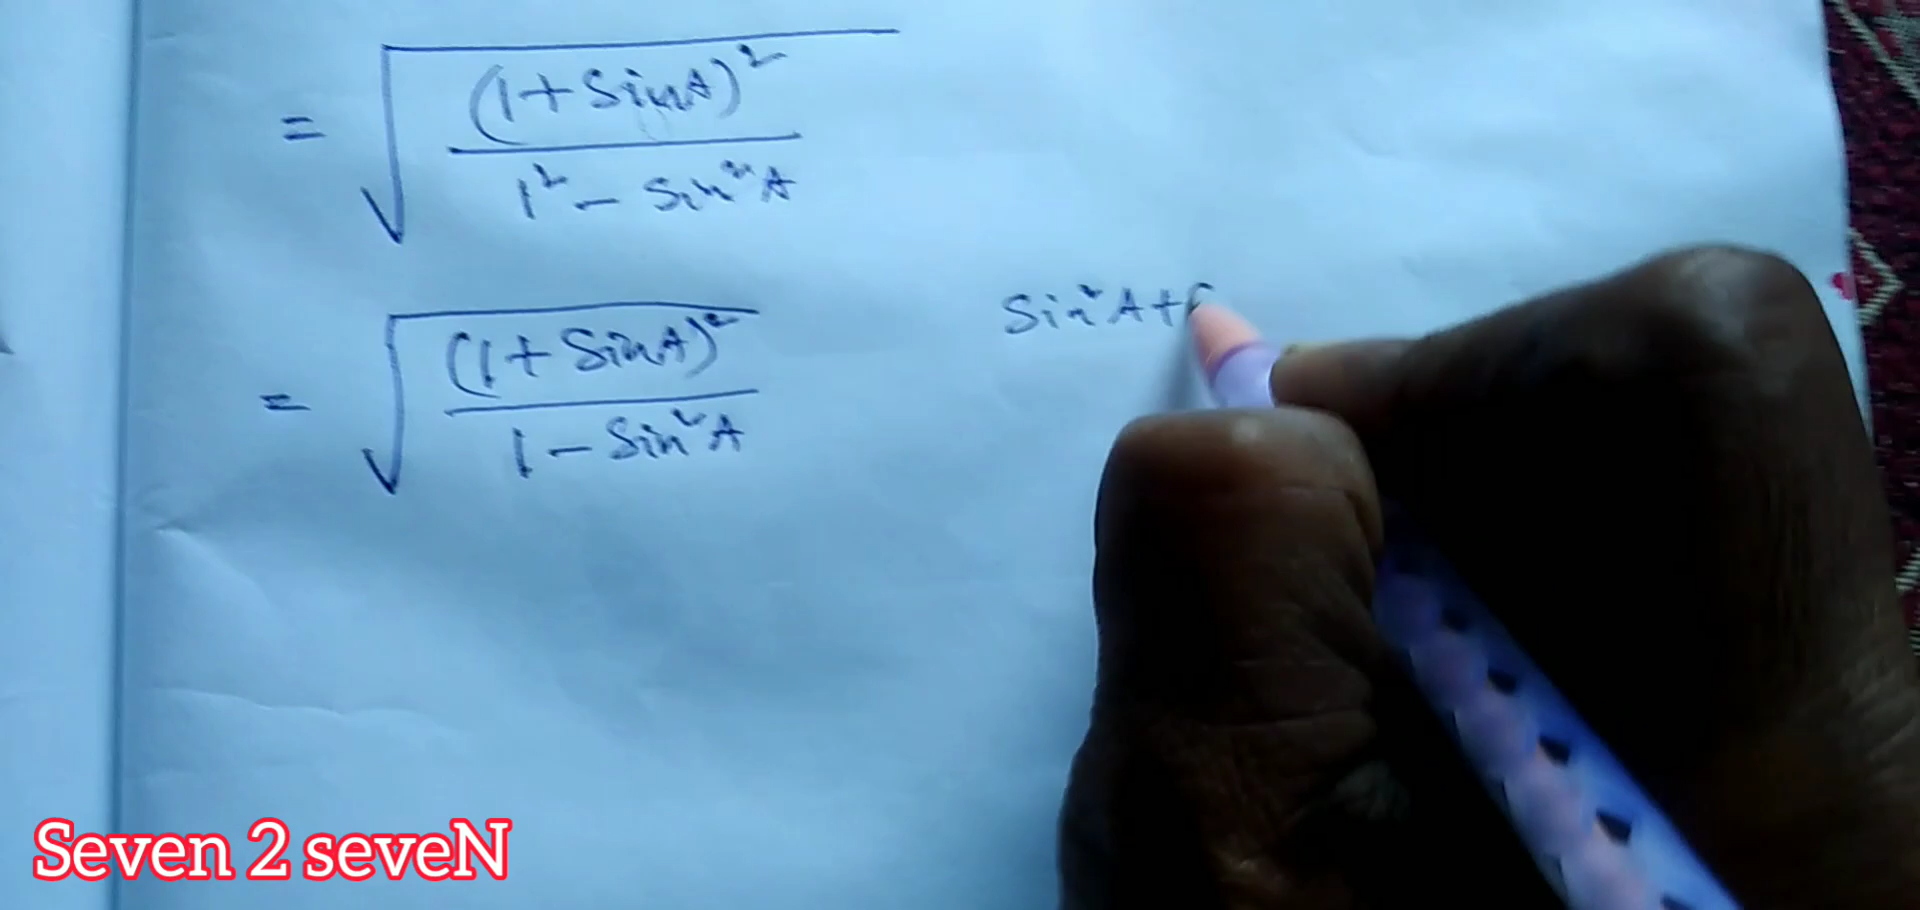 = √((1 + SinA)² / (1² - Sin²A))
= √((1 + SinA)² / (1 - Sin²A))
Sin²A +
Seven 2 seveN